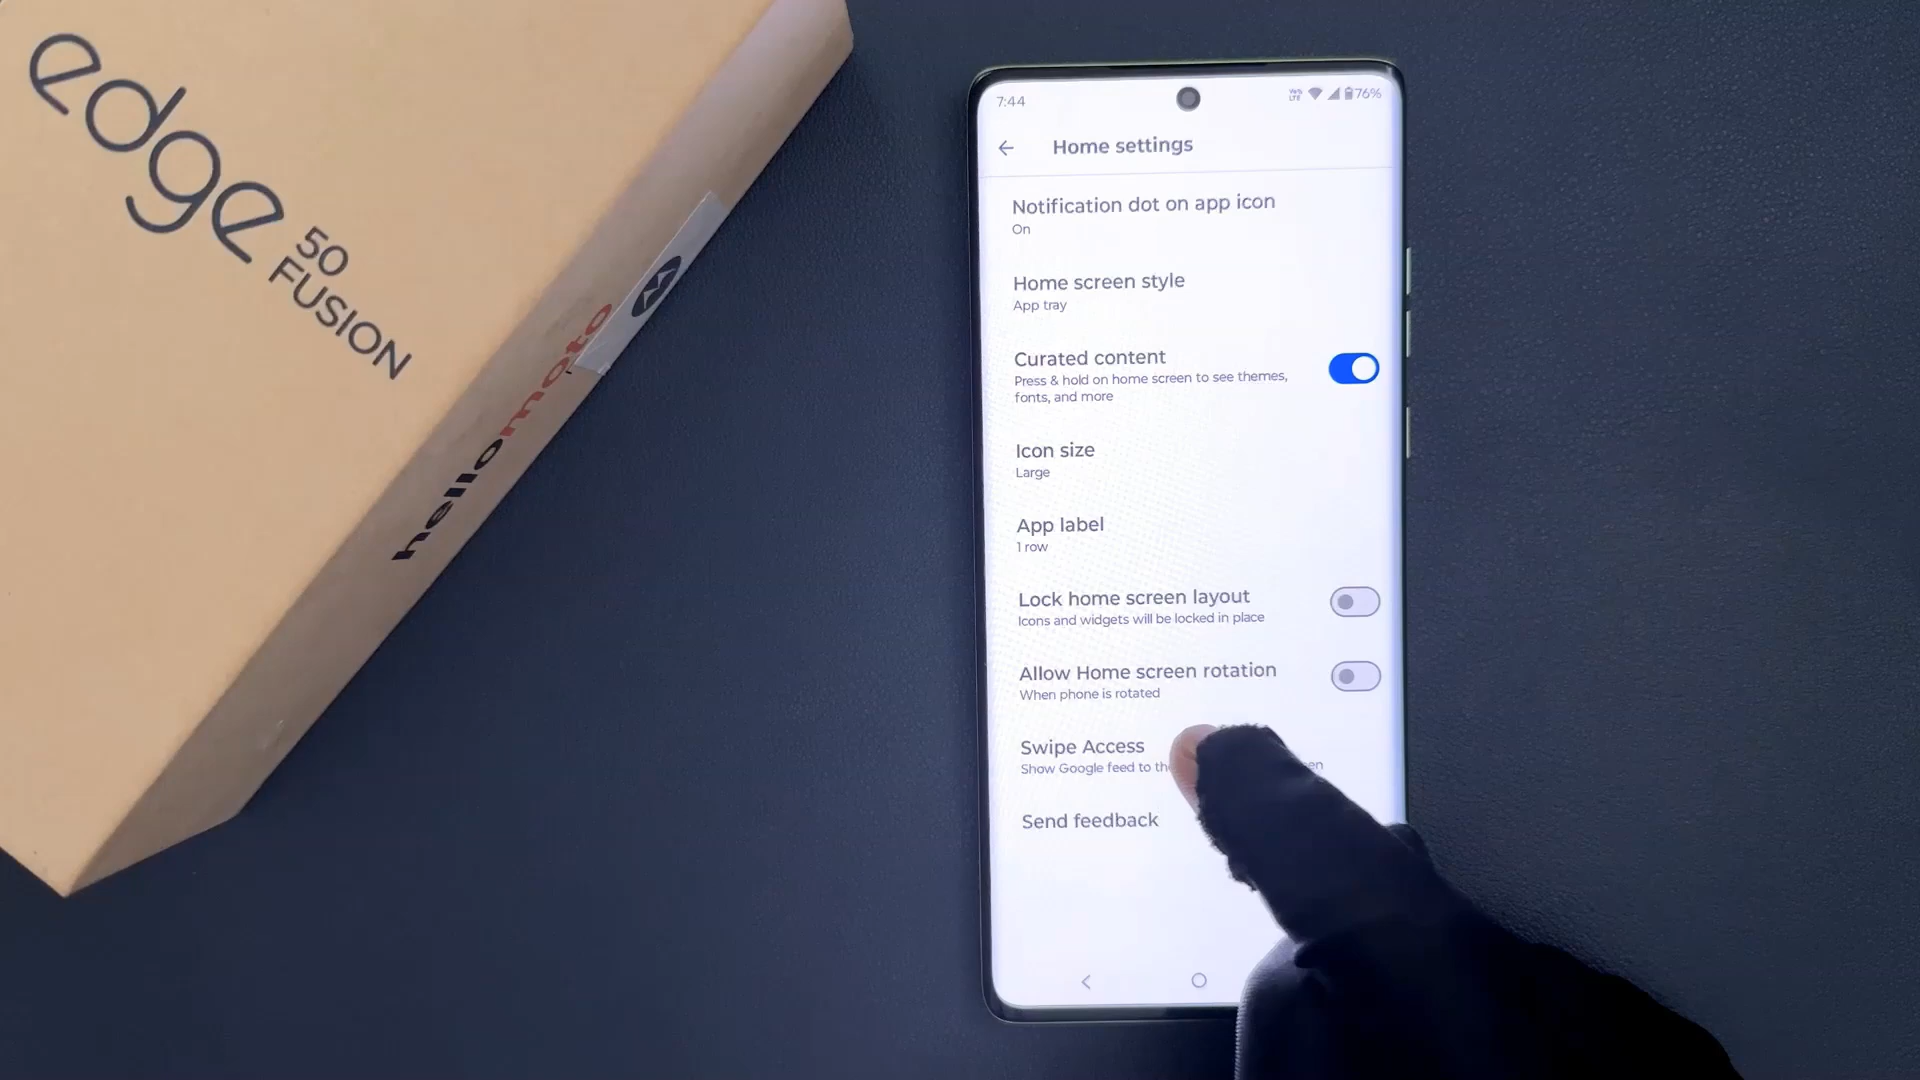 edge
50
FUSION
hellomoto
7:44
Vo
LTE
76%
Home settings
Notification dot on app icon
On
Home screen style
App tray
Curated content
Press & hold on home screen to see themes,
fonts, and more
Icon size
Large
App label
1 row
Lock home screen layout
Icons and widgets will be locked in place
Allow Home screen rotation
When phone is rotated
Swipe Access
Show Google feed to
Send feedback